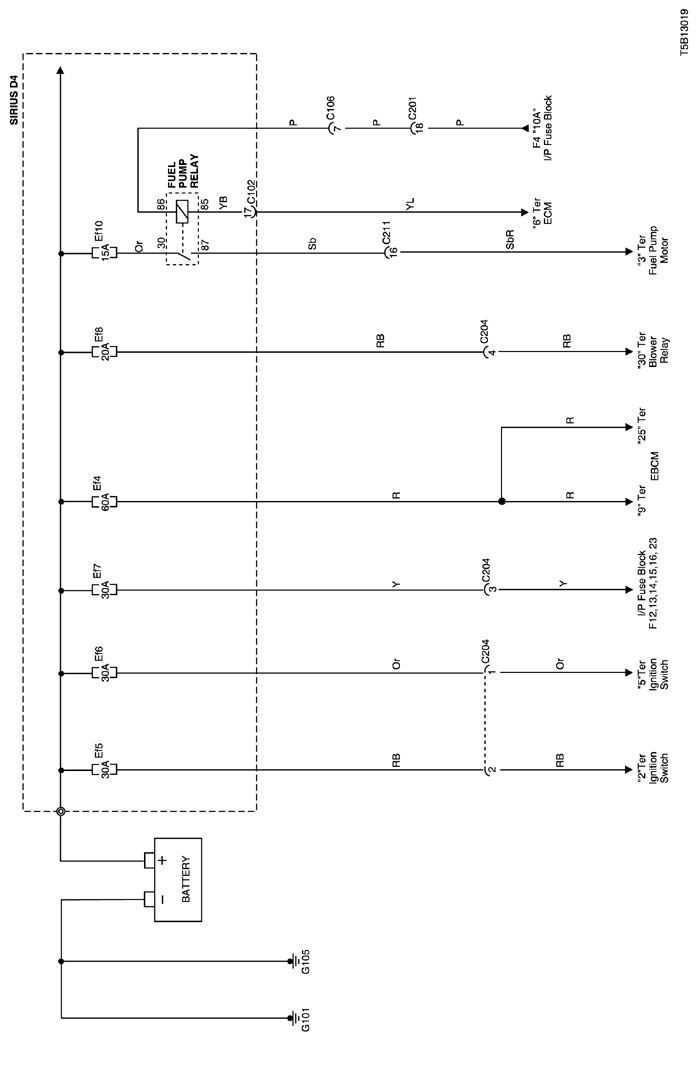 T5B13019
SIRIUS D4
BATTERY
+
−
G101
G105
Ef5
30A
RB
2
RB
"2"Ter
Ignition
Switch
Ef6
30A
Or
C204
1
Or
"5"Ter
Ignition
Switch
Ef7
30A
Y
C204
3
Y
I/P Fuse Block
F12,13,14,15,16, 23
Ef4
60A
R
R
R
"9" Ter
EBCM
"25" Ter
Ef8
20A
RB
C204
4
RB
"30" Ter
Blower
Relay
Ef10
15A
Or
30
87
FUEL
PUMP
RELAY
86
85
Sb
C211
16
SbR
"3" Ter
Fuel Pump
Motor
YB
17
C102
YL
"6" Ter
ECM
P
C106
7
P
C201
18
P
F4 "10A"
I/P Fuse Block